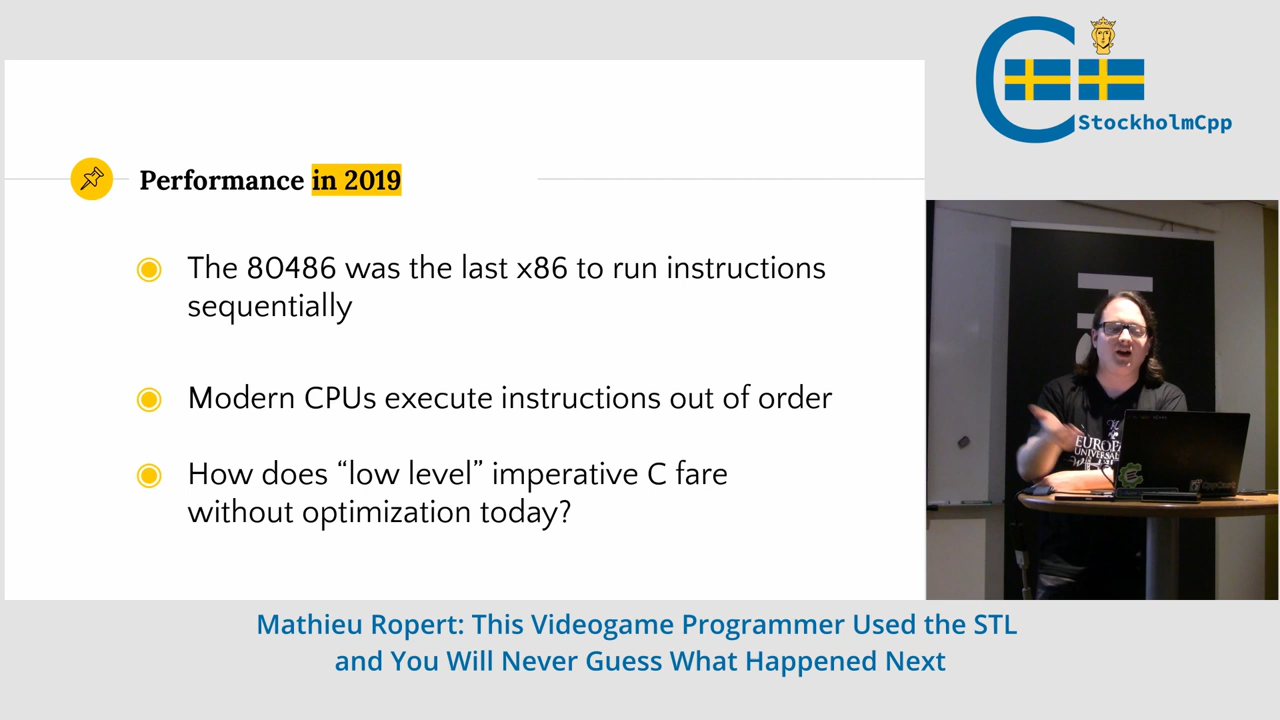 StockholmCpp
Performance in 2019
The 80486 was the last x86 to run instructions
sequentially
Modern CPUs execute instructions out of order
How does “low level” imperative C fare
without optimization today?
EUROPA
UNIVERSALIS
Mathieu Ropert: This Videogame Programmer Used the STL
and You Will Never Guess What Happened Next